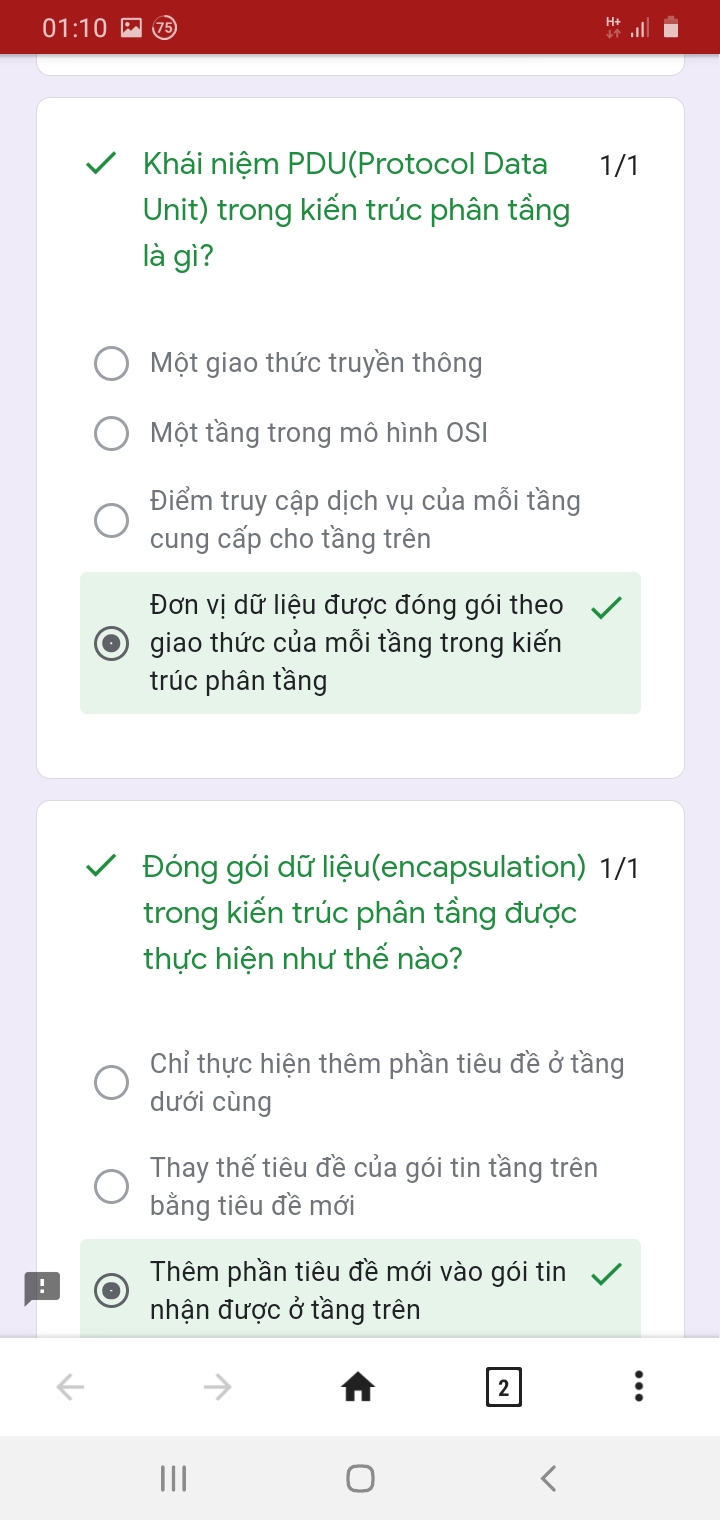 01:10 75 H+
Khái niệm PDU(Protocol Data 1/1
Unit) trong kiến trúc phân tầng
là gì?
Một giao thức truyền thông
Một tầng trong mô hình OSI
Điểm truy cập dịch vụ của mỗi tầng
cung cấp cho tầng trên
Đơn vị dữ liệu được đóng gói theo
giao thức của mỗi tầng trong kiến
trúc phân tầng
Đóng gói dữ liệu(encapsulation) 1/1
trong kiến trúc phân tầng được
thực hiện như thế nào?
Chỉ thực hiện thêm phần tiêu đề ở tầng
dưới cùng
Thay thế tiêu đề của gói tin tầng trên
bằng tiêu đề mới
Thêm phần tiêu đề mới vào gói tin
nhận được ở tầng trên
2